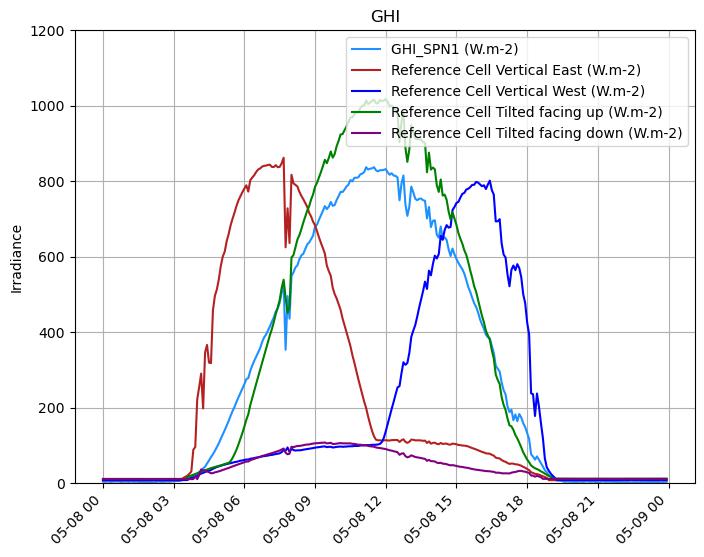 GHI
1200
1000
800
600
400
200
0
Irradiance
GHI_SPN1 (W.m-2)
Reference Cell Vertical East (W.m-2)
Reference Cell Vertical West (W.m-2)
Reference Cell Tilted facing up (W.m-2)
Reference Cell Tilted facing down (W.m-2)
05-08 00
05-08 03
05-08 06
05-08 09
05-08 12
05-08 15
05-08 18
05-08 21
05-09 00